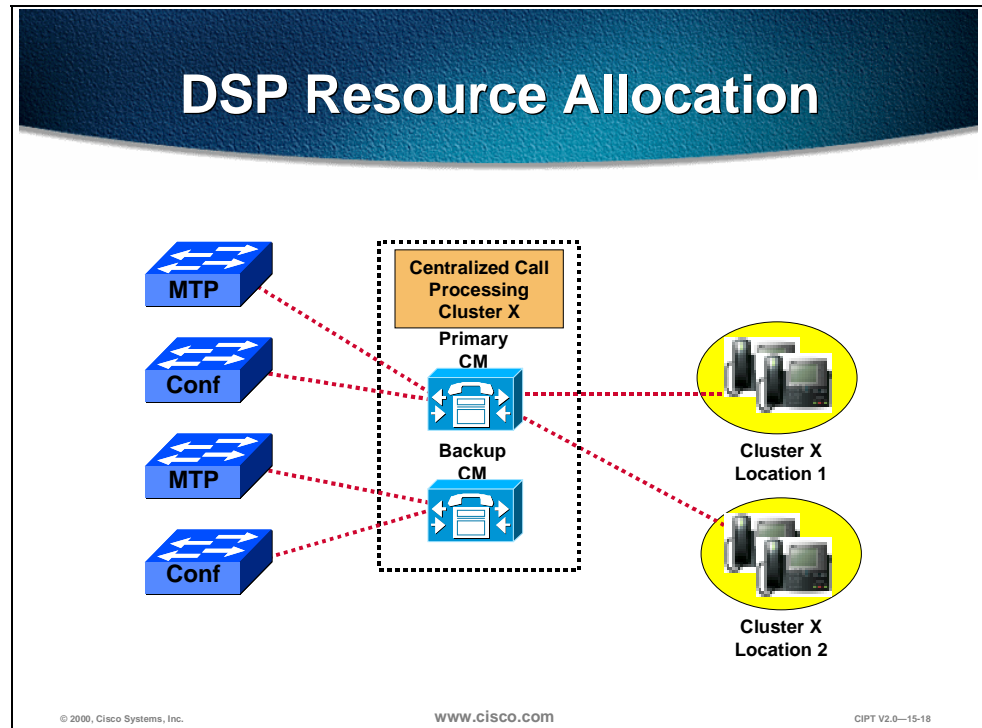 DSP Resource Allocation
MTP
Conf
MTP
Conf
Centralized Call
Processing
Cluster X
Primary
CM
Backup
CM
Cluster X
Location 1
Cluster X
Location 2
© 2000, Cisco Systems, Inc.
www.cisco.com
CIPT V2.0—15-18